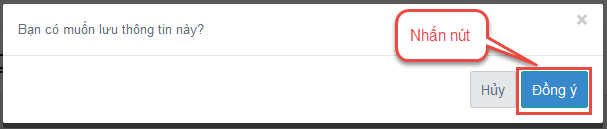 Bạn có muốn lưu thông tin này?
×
Nhấn nút
Hủy
Đồng ý